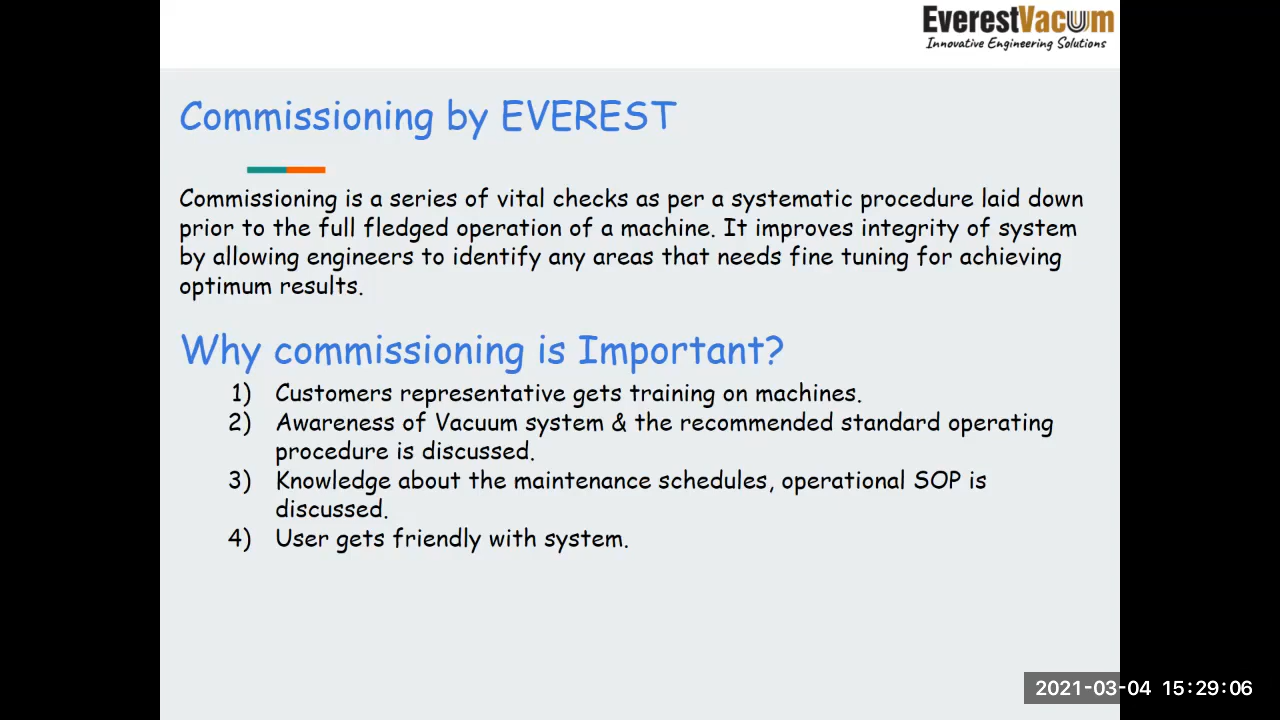 EverestVacuum
Innovative Engineering Solutions
Commissioning by EVEREST
Commissioning is a series of vital checks as per a systematic procedure laid down
prior to the full fledged operation of a machine. It improves integrity of system
by allowing engineers to identify any areas that needs fine tuning for achieving
optimum results.
Why commissioning is Important?
1) Customers representative gets training on machines.
2) Awareness of Vacuum system & the recommended standard operating
procedure is discussed.
3) Knowledge about the maintenance schedules, operational SOP is
discussed.
4) User gets friendly with system.
2021-03-04 15:29:06